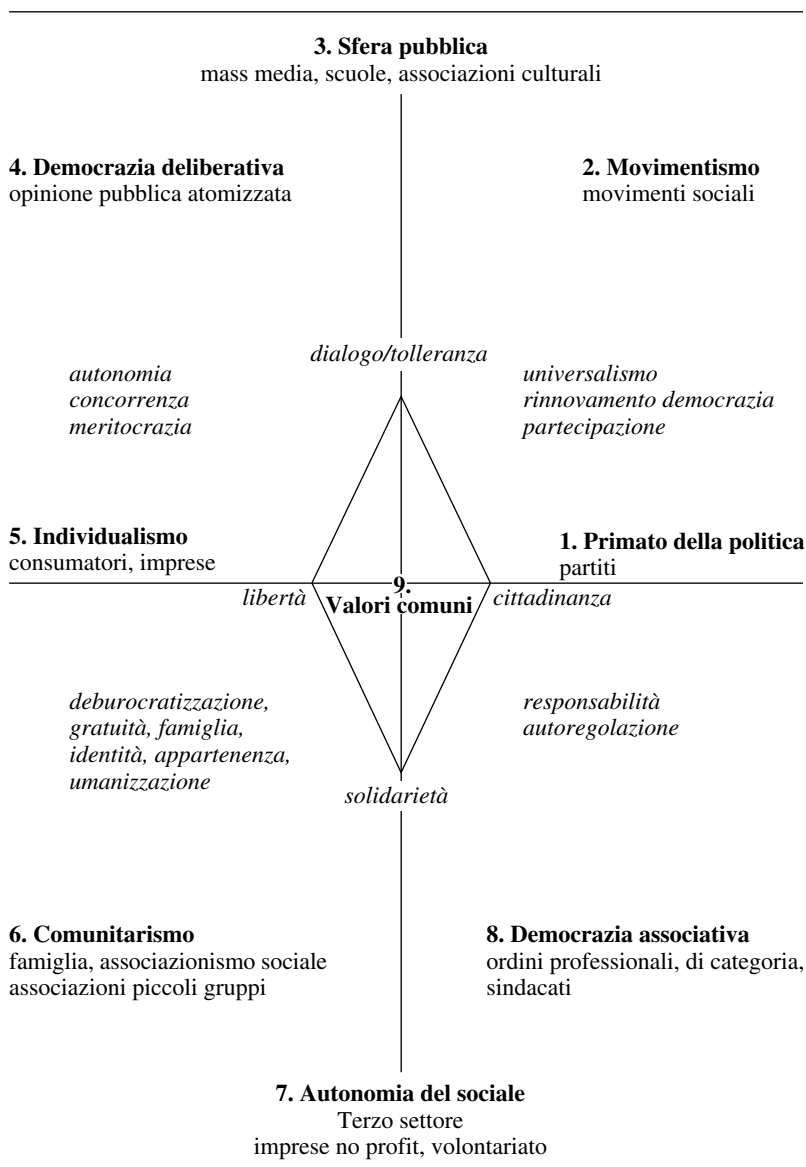 3. Sfera pubblica
mass media, scuole, associazioni culturali
4. Democrazia deliberativa
opinione pubblica atomizzata
2. Movimentismo
movimenti sociali
dialogo/tolleranza
autonomia
concorrenza
meritocrazia
universalismo
rinnovamento democrazia
partecipazione
5. Individualismo
consumatori, imprese
1. Primato della politica
partiti
libertà
9.
Valori comuni
cittadinanza
deburocratizzazione,
gratuità, famiglia,
identità, appartenenza,
umanizzazione
responsabilità
autoregolazione
solidarietà
6. Comunitarismo
famiglia, associazionismo sociale
associazioni piccoli gruppi
8. Democrazia associativa
ordini professionali, di categoria,
sindacati
7. Autonomia del sociale
Terzo settore
imprese no profit, volontariato